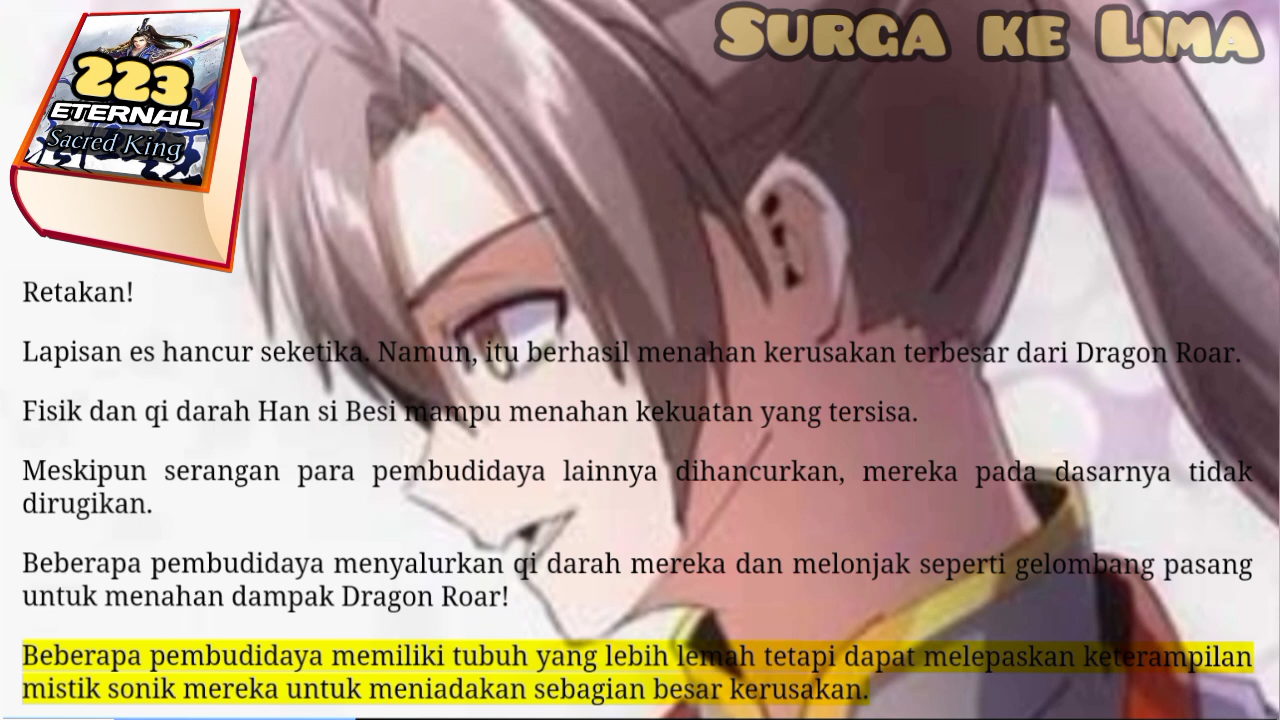 Surga ke Lima
223
ETERNAL
Sacred King
Retakan!
Lapisan es hancur seketika. Namun, itu berhasil menahan kerusakan terbesar dari Dragon Roar.
Fisik dan qi darah Han si Besi mampu menahan kekuatan yang tersisa.
Meskipun serangan para pembudidaya lainnya dihancurkan, mereka pada dasarnya tidak
dirugikan.
Beberapa pembudidaya menyalurkan qi darah mereka dan melonjak seperti gelombang pasang
untuk menahan dampak Dragon Roar!
Beberapa pembudidaya memiliki tubuh yang lebih lemah tetapi dapat melepaskan keterampilan
mistik sonik mereka untuk meniadakan sebagian besar kerusakan.